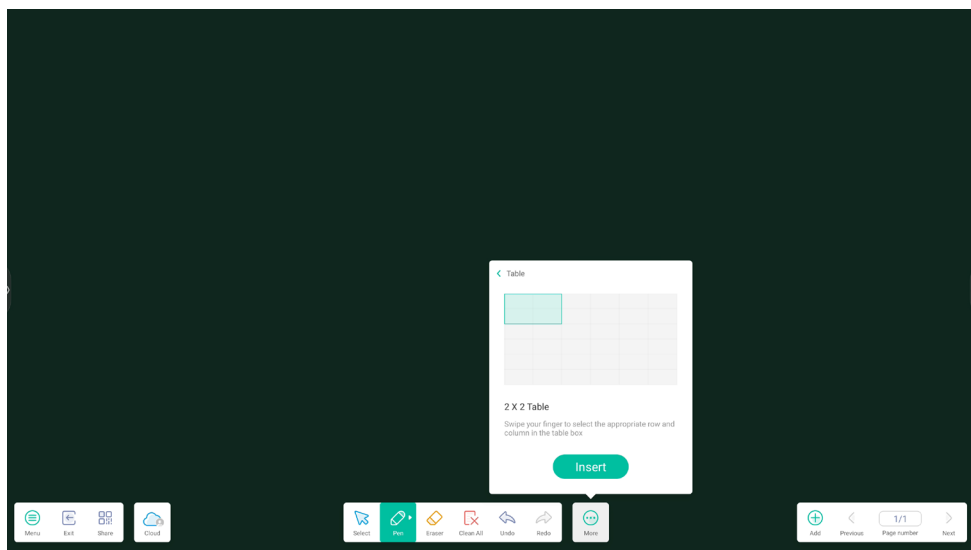 Table
2 X 2 Table
Swipe your finger to select the appropriate row and
column in the table box
Insert
Menu
Exit
Share
Cloud
Select
Pen
Eraser
Clean All
Undo
Redo
More
Add
Previous
1/1
Page number
Next